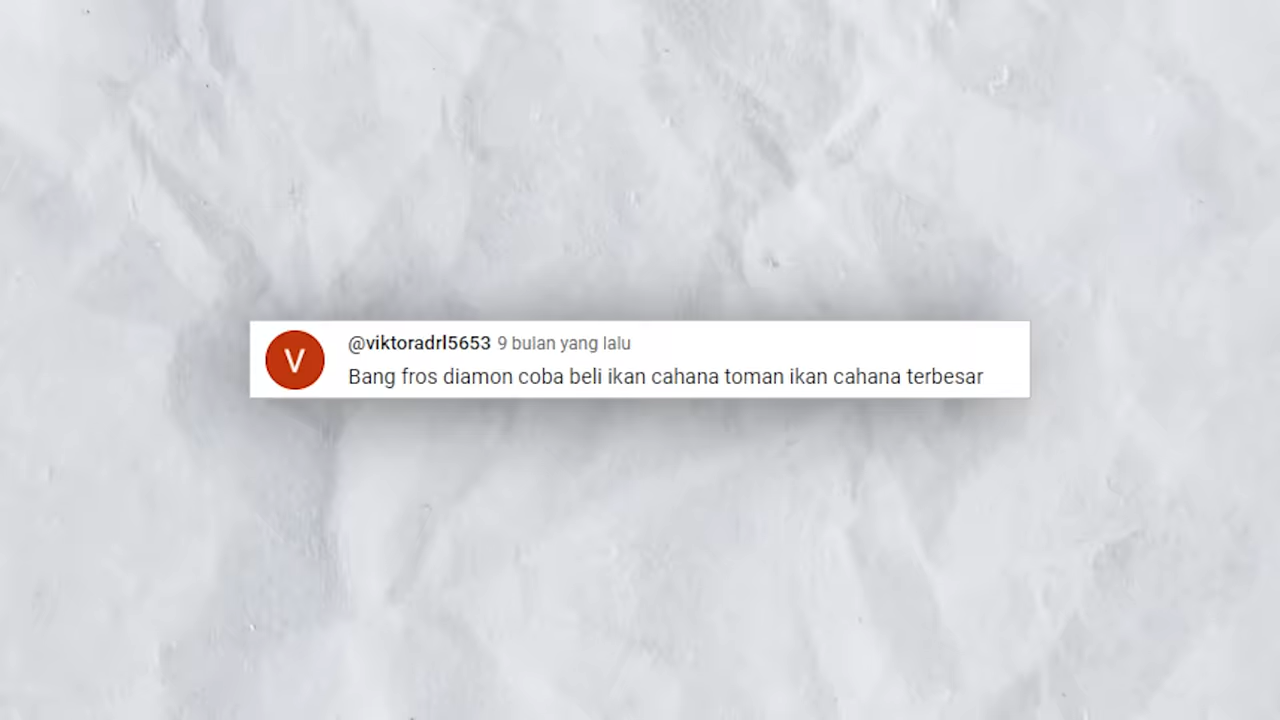 V
@viktoradrl5653 9 bulan yang lalu
Bang fros diamon coba beli ikan cahana toman ikan cahana terbesar